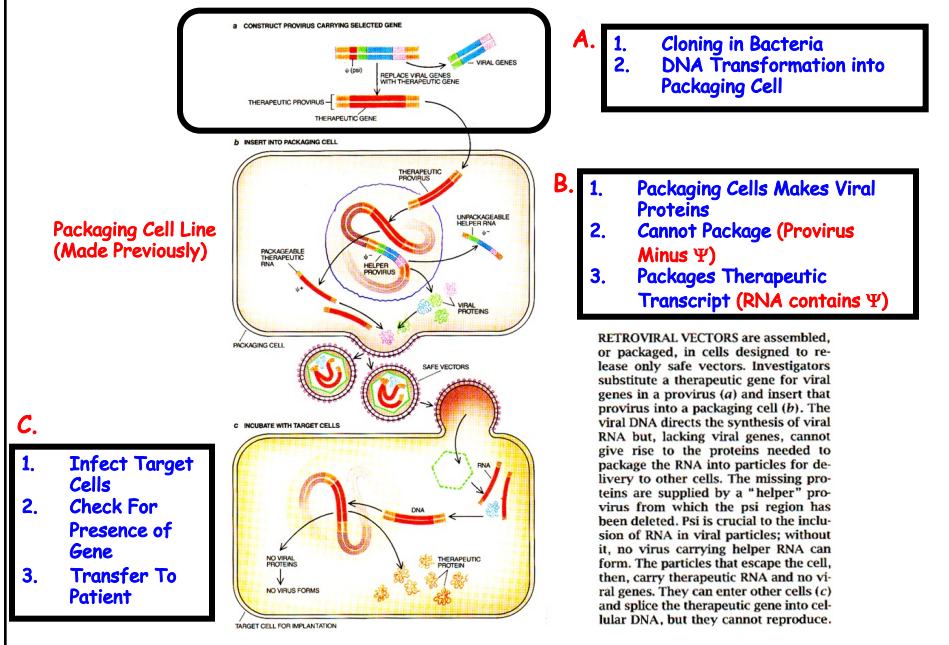 a CONSTRUCT PROVIRUS CARRYING SELECTED GENE
ψ (psi)
VIRAL GENES
REPLACE VIRAL GENES
WITH THERAPEUTIC GENE
THERAPEUTIC PROVIRUS
THERAPEUTIC GENE
A.
1. Cloning in Bacteria
2. DNA Transformation into
Packaging Cell
b INSERT INTO PACKAGING CELL
THERAPEUTIC
PROVIRUS
UNPACKAGEABLE
HELPER RNA
ψ-
PACKAGEABLE
THERAPEUTIC
RNA
ψ-
HELPER
PROVIRUS
ψ+
VIRAL
PROTEINS
PACKAGING CELL
Packaging Cell Line
(Made Previously)
B.
1. Packaging Cells Makes Viral
Proteins
2. Cannot Package (Provirus
Minus Ψ)
3. Packages Therapeutic
Transcript (RNA contains Ψ)
SAFE VECTORS
C.
1. Infect Target
Cells
2. Check For
Presence of
Gene
3. Transfer To
Patient
c INCUBATE WITH TARGET CELLS
RNA
DNA
NO VIRAL
PROTEINS
NO VIRUS FORMS
THERAPEUTIC
PROTEIN
TARGET CELL FOR IMPLANTATION
RETROVIRAL VECTORS are assembled,
or packaged, in cells designed to re-
lease only safe vectors. Investigators
substitute a therapeutic gene for viral
genes in a provirus (a) and insert that
provirus into a packaging cell (b). The
viral DNA directs the synthesis of viral
RNA but, lacking viral genes, cannot
give rise to the proteins needed to
package the RNA into particles for de-
livery to other cells. The missing pro-
teins are supplied by a "helper" pro-
virus from which the psi region has
been deleted. Psi is crucial to the inclu-
sion of RNA in viral particles; without
it, no virus carrying helper RNA can
form. The particles that escape the cell,
then, carry therapeutic RNA and no vi-
ral genes. They can enter other cells (c)
and splice the therapeutic gene into cel-
lular DNA, but they cannot reproduce.